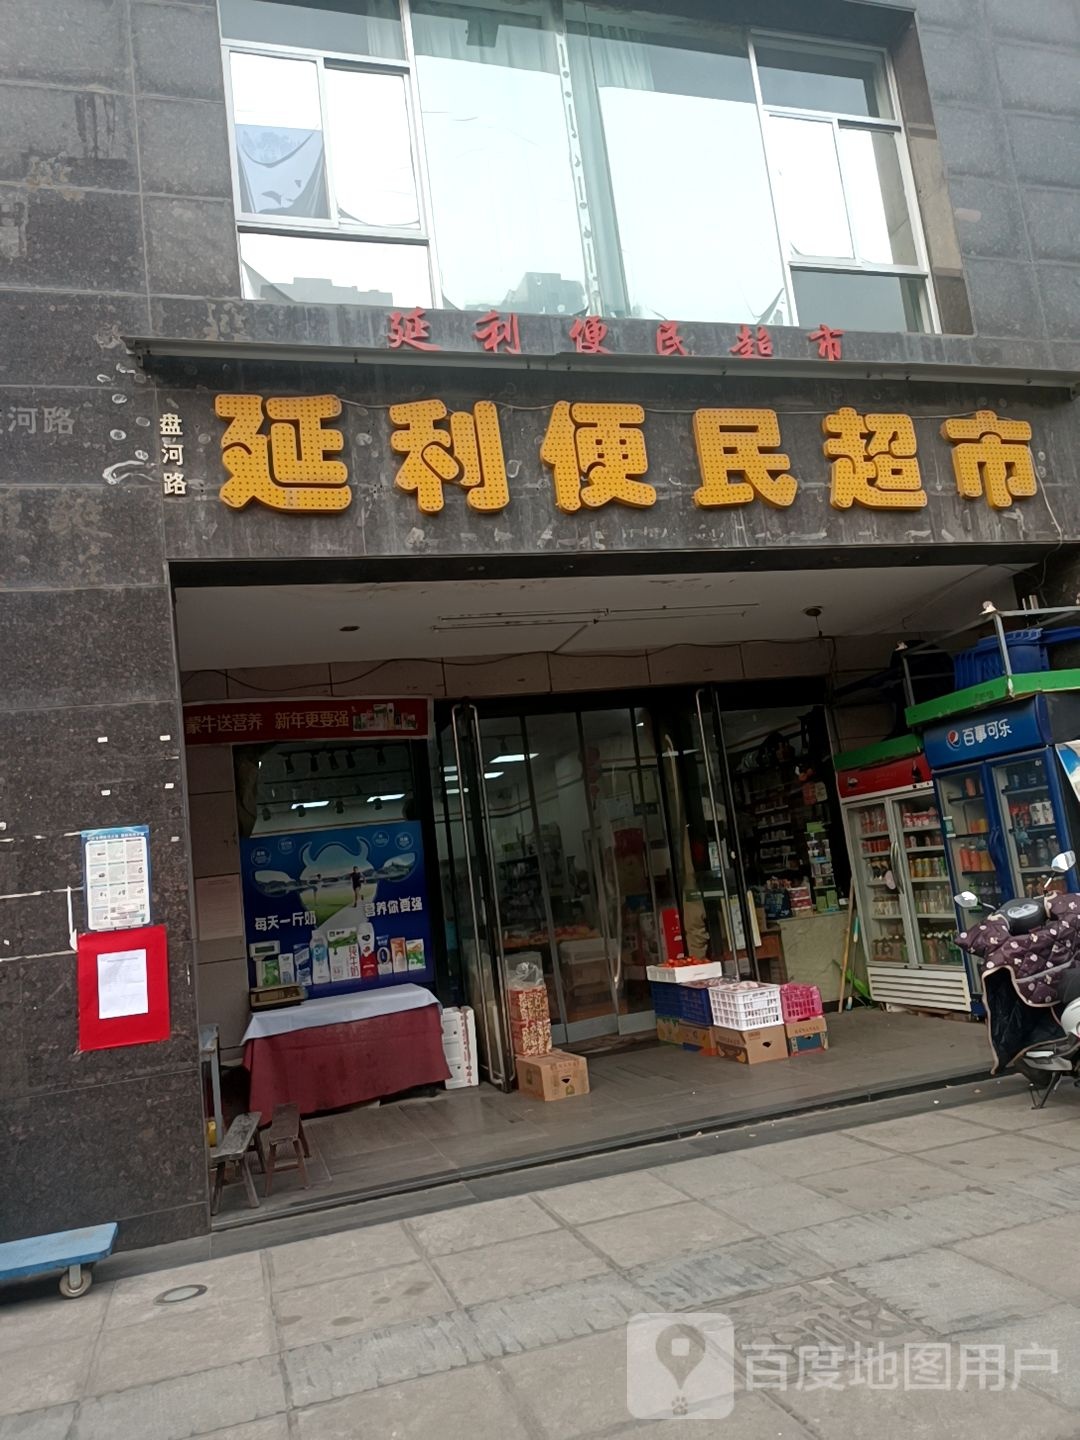 延利便民超市
河路
盘河路
延利便民超市
蒙牛送营养 新年更要强
百事可乐
每天一斤奶 营养你更强
百度地图用户